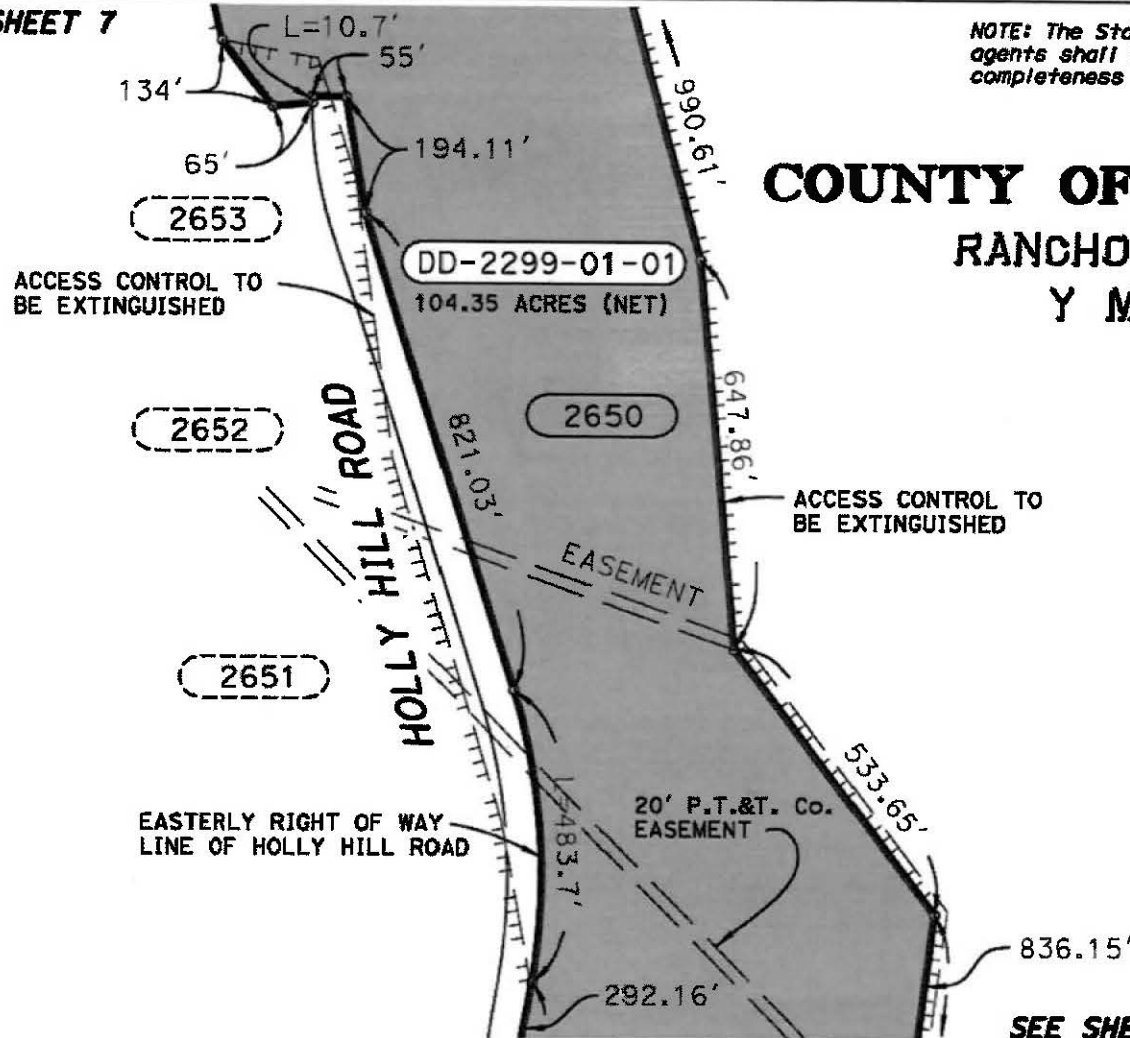 SHEET 7
L=10.7'
55'
134'
65'
194.11'
990.61'
NOTE: The Sta
agents shall
completeness
COUNTY OF
RANCHO
Y M
2653
DD-2299-01-01
104.35 ACRES (NET)
ACCESS CONTROL TO
BE EXTINGUISHED
2652
HOLLY HILL ROAD
821.03'
2650
647.86'
ACCESS CONTROL TO
BE EXTINGUISHED
EASEMENT
2651
EASTERLY RIGHT OF WAY
LINE OF HOLLY HILL ROAD
L=483.7'
20' P.T.&T. Co.
EASEMENT
533.65'
836.15'
292.16'
SEE SHE